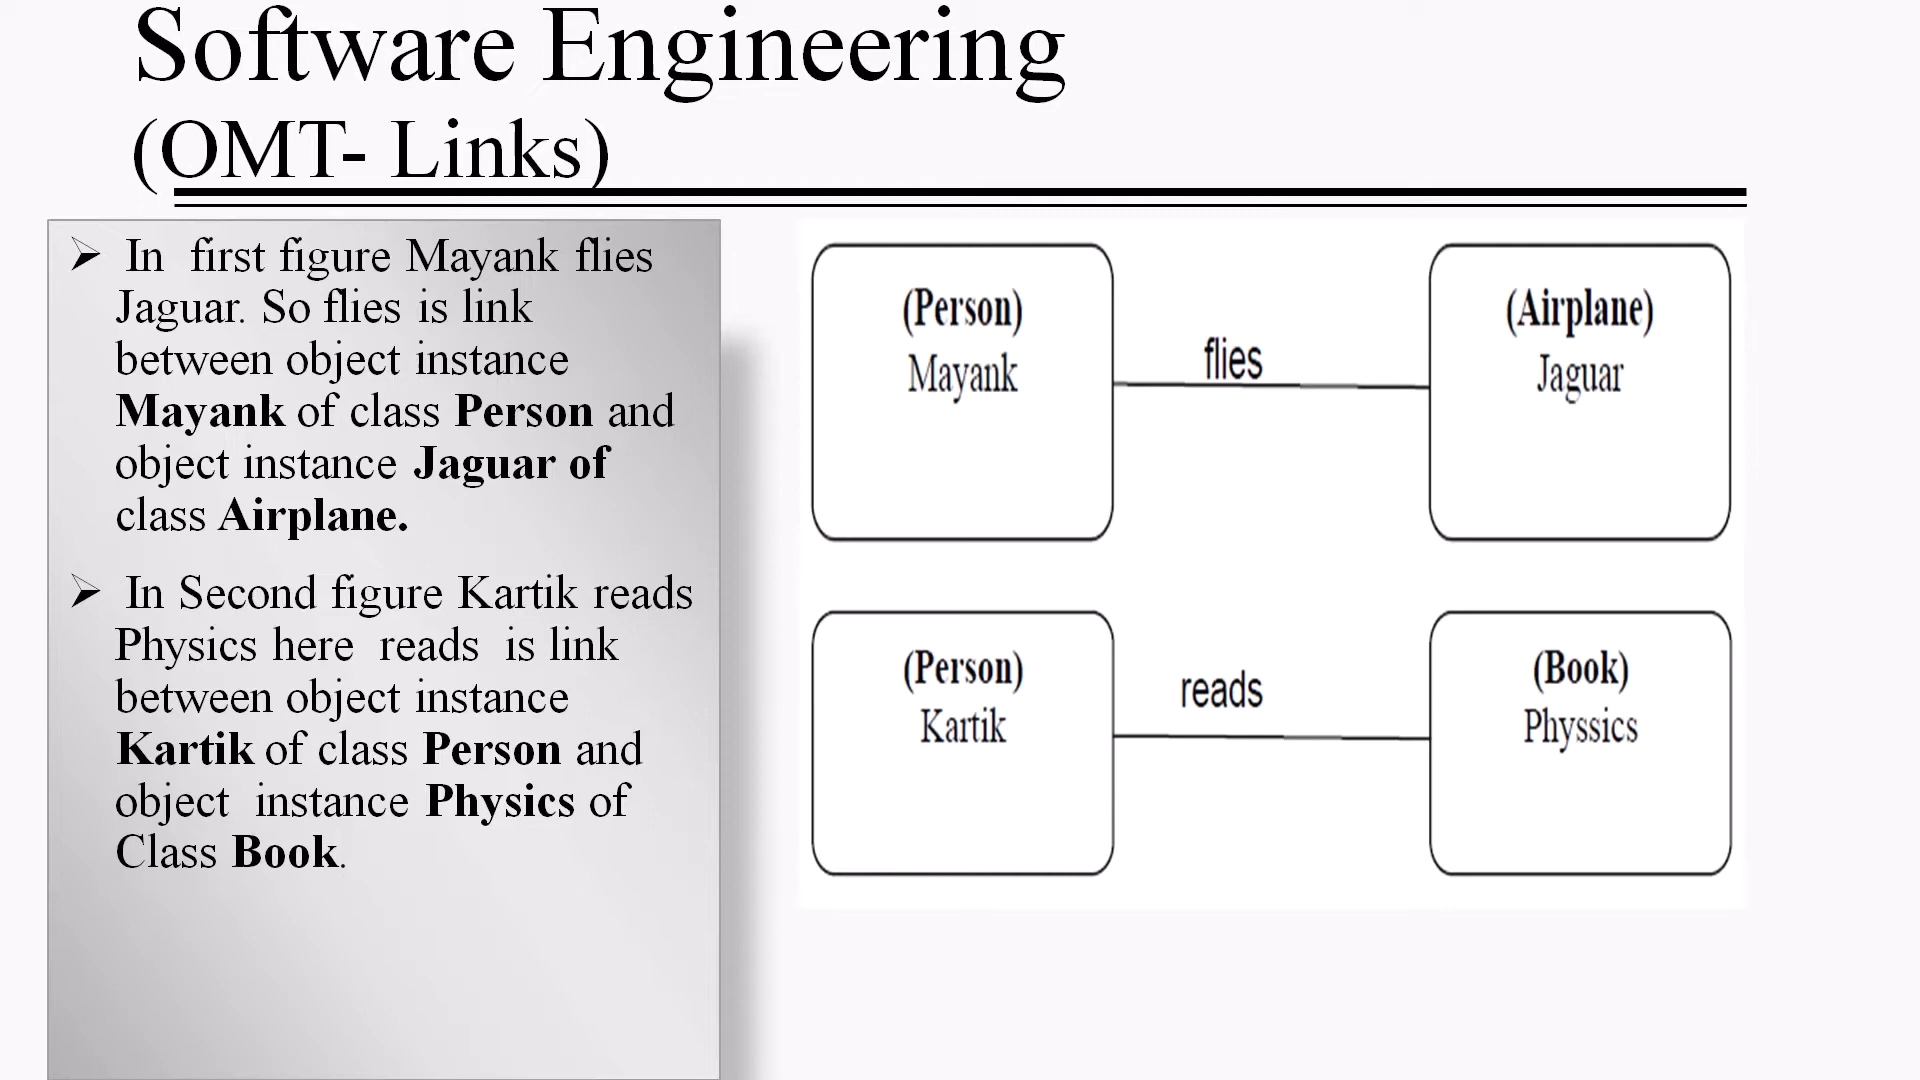 Software Engineering
(OMT- Links)
➢ In first figure Mayank flies
Jaguar. So flies is link
between object instance
Mayank of class Person and
object instance Jaguar of
class Airplane.
➢ In Second figure Kartik reads
Physics here reads is link
between object instance
Kartik of class Person and
object instance Physics of
Class Book.
(Person)
Mayank
flies
(Airplane)
Jaguar
(Person)
Kartik
reads
(Book)
Physsics